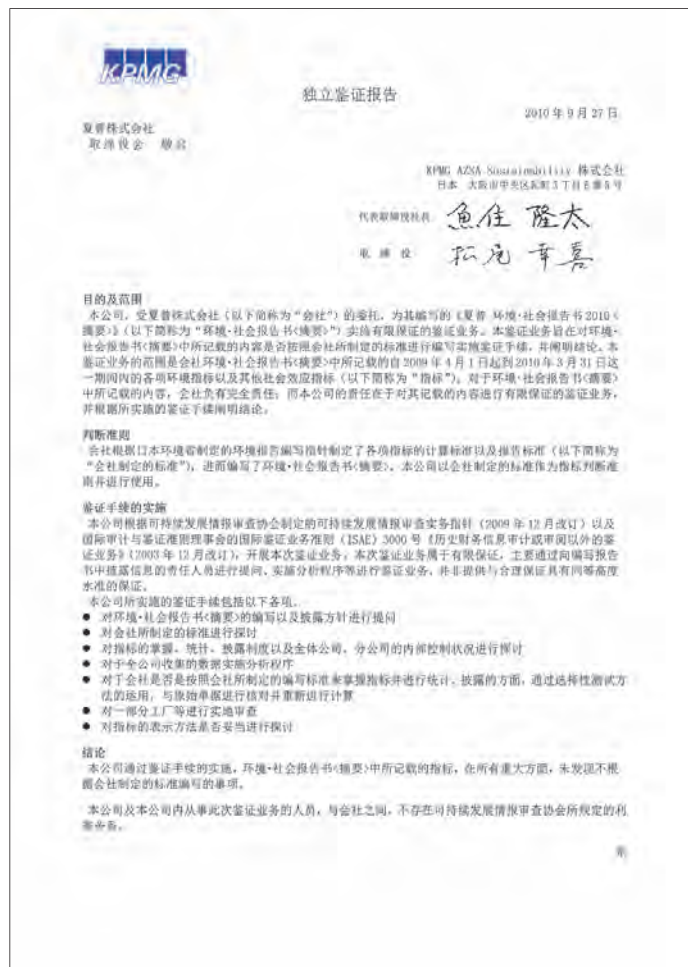 KPMG
独立鉴证报告
2010 年 9 月 27 日
夏普株式会社
取缔役会
KPMG AZSA Sustainability 株式会社
日本 大阪市中央区瓦町3丁目6番5号
代表取缔役社长 魚住 隆太
取缔役 松尾 幸喜
目的及范围
本公司,受夏普株式会社(以下简称为“会社”)的委托,为其编写的《夏普 环境·社会报告书2010<
摘要>》(以下简称为“环境·社会报告书<摘要>”)实施有限保证的鉴证业务。本鉴证业务旨在对环境·
社会报告书<摘要>中所记载的内容是否按照会社所制定的标准进行编写实施鉴证手续,并阐明结论。本
鉴证业务的范围是会社环境·社会报告书<摘要>中所记载的自2009年4月1日起到2010年3月31日这
一期间内的各项环境指标以及其他社会效应指标(以下简称为“指标”)。对于环境·社会报告书<摘要>
中所记载的内容,会社负有完全责任;而本公司的责任在于对其记载的内容进行有限保证的鉴证业务,
并根据所实施的鉴证手续阐明结论。
判断准则
会社根据日本环境省制定的环境报告编写指针制定了各项指标的计算标准以及报告标准(以下简称为
“会社制定的标准”),进而编写了环境·社会报告书<摘要>。本公司以会社制定的标准作为指标判断准
则并进行使用。
鉴证手续的实施
本公司根据可持续发展情报审查协会制定的可持续发展情报审查实务指针(2009年12月改订)以及
国际审计与鉴证准则理事会的国际鉴证业务准则(ISAE)3000号《历史财务信息审计或审阅以外的鉴
证业务》(2003年12月改订),开展本次鉴证业务。本次鉴证业务属于有限保证,主要通过向编写报告
书中披露信息的责任人员进行提问、实施分析程序等进行鉴证业务,并非提供与合理保证具有同等高度
水准的保证。
本公司所实施的鉴证手续包括以下各项。
● 对环境·社会报告书<摘要>的编写以及披露方针进行提问
● 对会社所制定的标准进行探讨
● 对指标的掌握、统计、披露制度以及全体公司、分公司的内部控制状况进行探讨
● 对于全公司收集的数据实施分析程序
● 对于会社是否是按照会社所制定的编写标准来掌握指标并进行统计、披露的方面,通过选择性测试方
法的运用,与原始单据进行核对并重新进行计算
● 对一部分工厂等进行实地审查
● 对指标的表示方法是否妥当进行探讨
结论
本公司通过鉴证手续的实施,环境·社会报告书<摘要>中所记载的指标,在所有重大方面,未发现不根
据会社制定的标准编写的事项。
本公司及本公司内从事此次鉴证业务的人员,与会社之间,不存在可持续发展情报审查协会所规定的利
害关系。